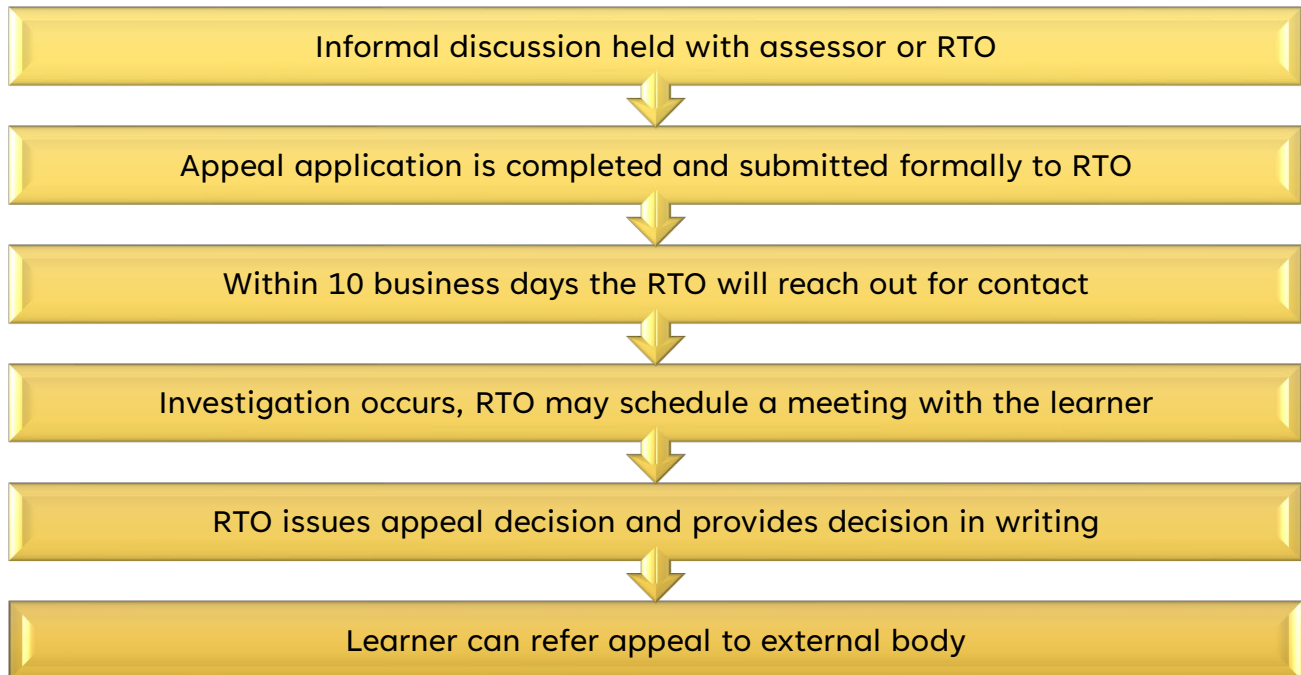 Informal discussion held with assessor or RTO
Appeal application is completed and submitted formally to RTO
Within 10 business days the RTO will reach out for contact
Investigation occurs, RTO may schedule a meeting with the learner
RTO issues appeal decision and provides decision in writing
Learner can refer appeal to external body